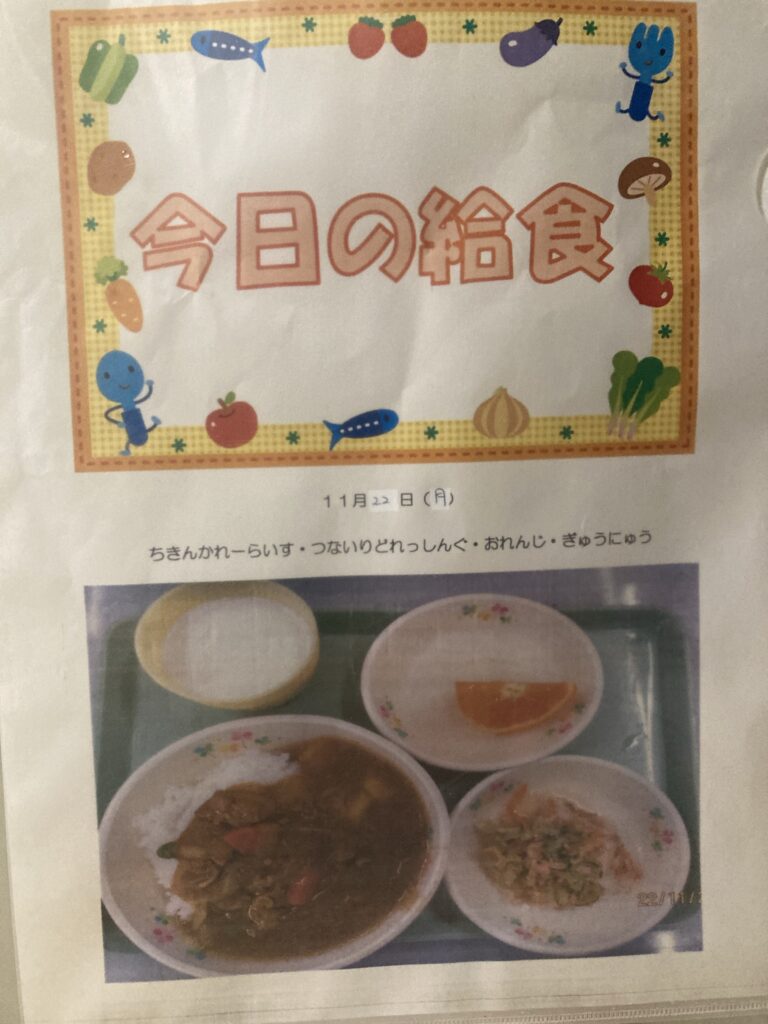 今日の給食
11月22日(月)
ちきんかれーらいす・つないりどれっしんぐ・おれんじ・ぎゅうにゅう
22/11/